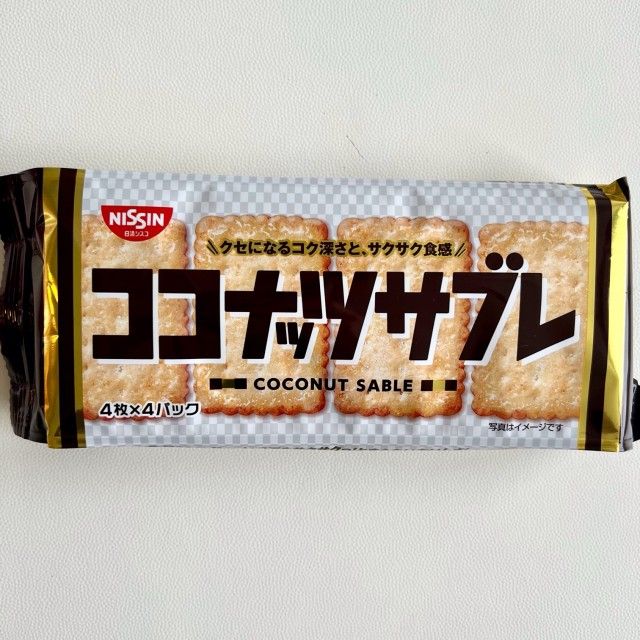 NISSIN
日清シスコ
クセになるコク深さと、サクサク食感
ココナッツサブレ
COCONUT SABLE
4枚×4パック
写真はイメージです